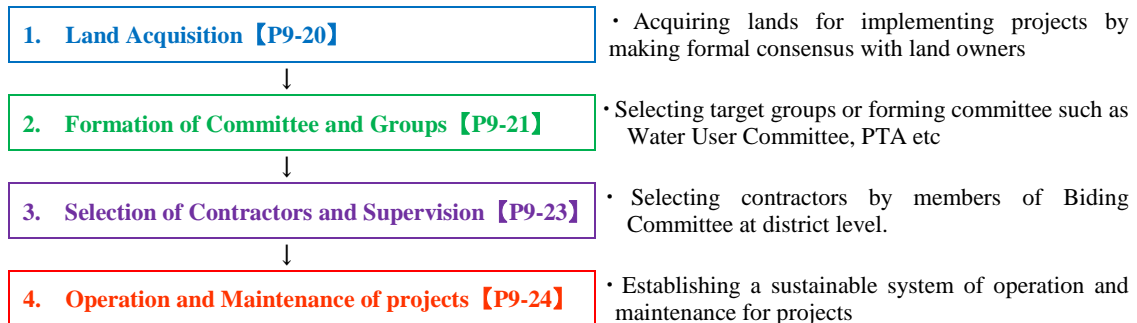 1. Land Acquisition【P9-20】
・Acquiring lands for implementing projects by
making formal consensus with land owners
↓
2. Formation of Committee and Groups【P9-21】
・Selecting target groups or forming committee such as
Water User Committee, PTA etc
↓
3. Selection of Contractors and Supervision【P9-23】
・Selecting contractors by members of Biding
Committee at district level.
↓
4. Operation and Maintenance of projects【P9-24】
・Establishing a sustainable system of operation and
maintenance for projects